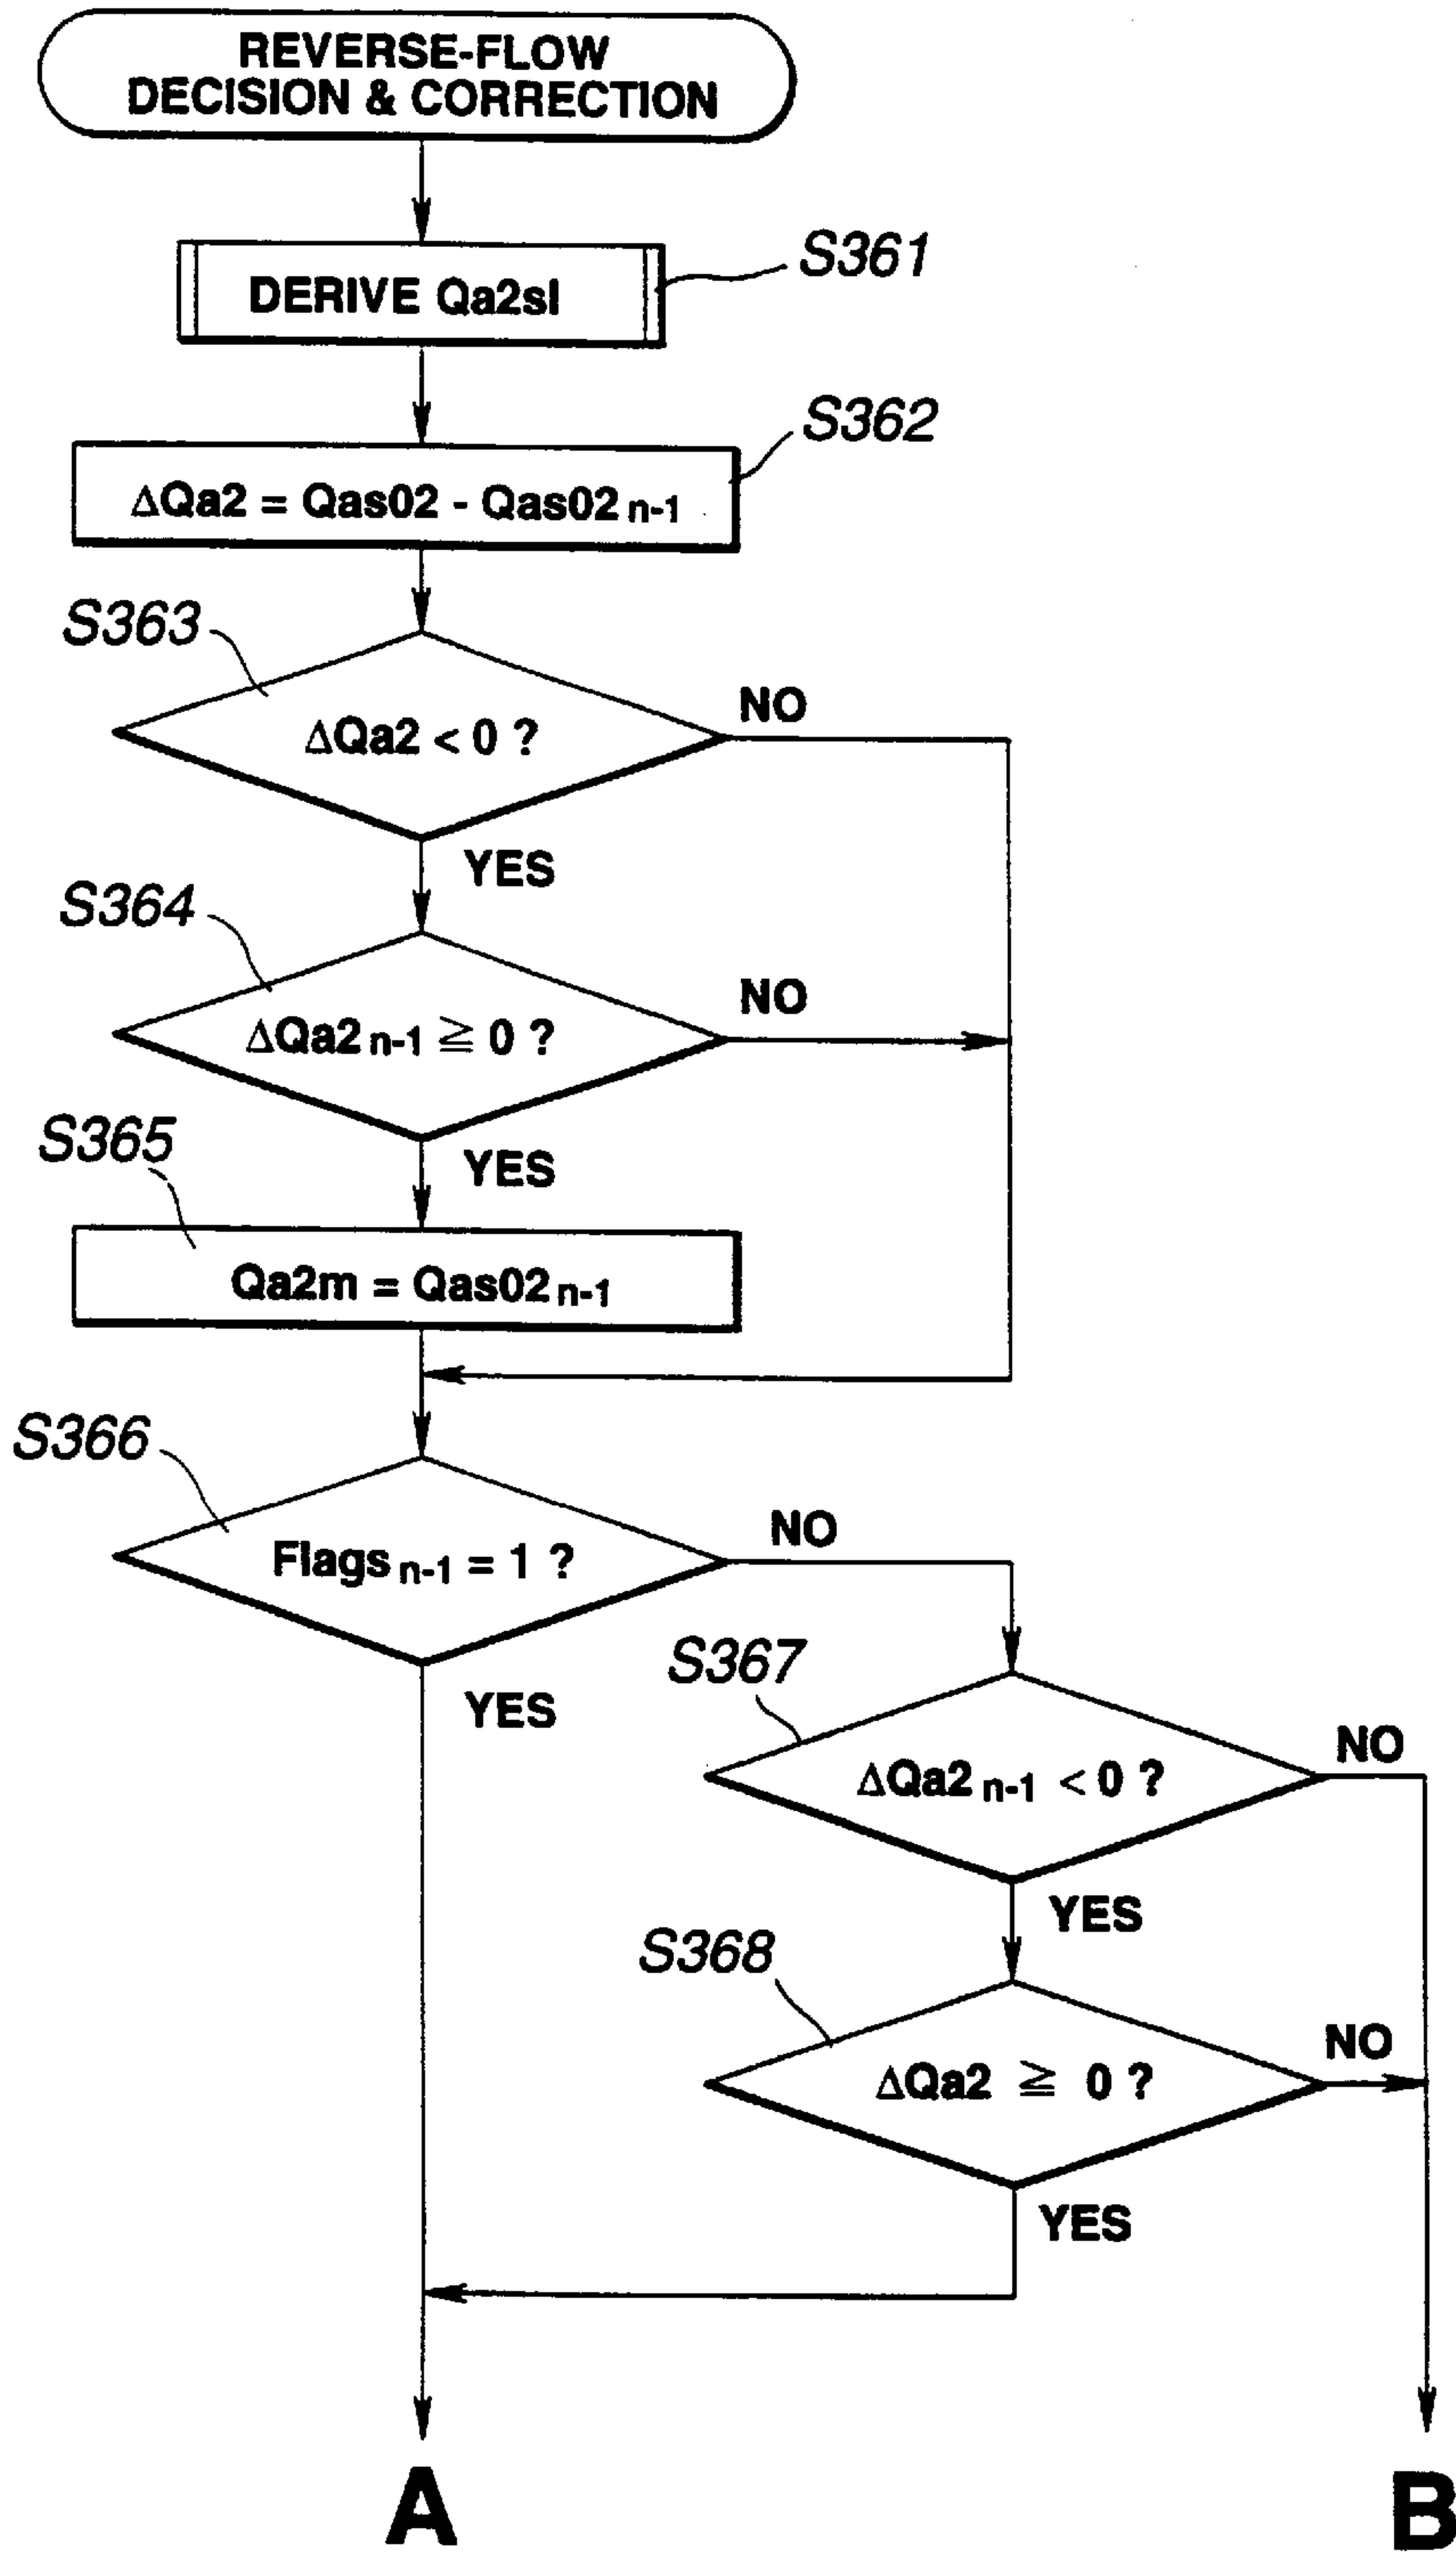 REVERSE-FLOW
DECISION & CORRECTION
S361
DERIVE Qa2sl
S362
ΔQa2 = Qas02 - Qas02 n-1
S363
ΔQa2 < 0 ?
NO
YES
S364
ΔQa2 n-1 ≧ 0 ?
NO
YES
S365
Qa2m = Qas02 n-1
S366
Flags n-1 = 1 ?
NO
YES
S367
ΔQa2 n-1 < 0 ?
NO
YES
S368
ΔQa2 ≧ 0 ?
NO
YES
A
B